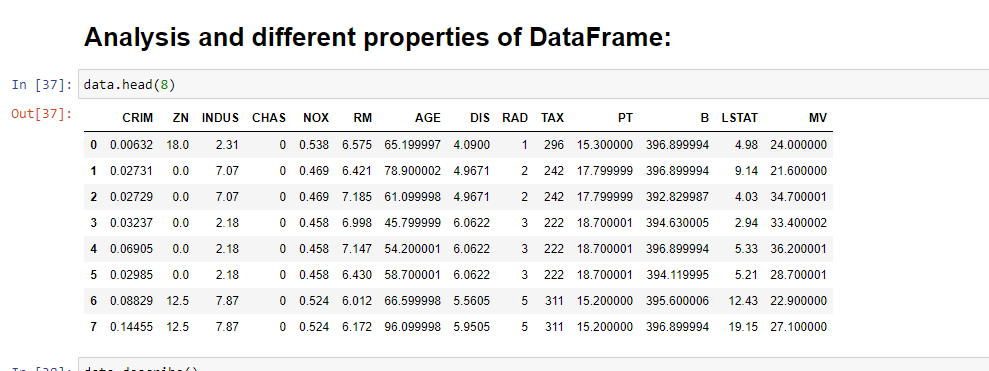 Analysis and different properties of DataFrame:
In [37]: data.head(8)
Out[37]:
CRIM ZN INDUS CHAS NOX RM AGE DIS RAD TAX PT B LSTAT MV
0 0.00632 18.0 2.31 0 0.538 6.575 65.199997 4.0900 1 296 15.300000 396.899994 4.98 24.000000
1 0.02731 0.0 7.07 0 0.469 6.421 78.900002 4.9671 2 242 17.799999 396.899994 9.14 21.600000
2 0.02729 0.0 7.07 0 0.469 7.185 61.099998 4.9671 2 242 17.799999 392.829987 4.03 34.700001
3 0.03237 0.0 2.18 0 0.458 6.998 45.799999 6.0622 3 222 18.700001 394.630005 2.94 33.400002
4 0.06905 0.0 2.18 0 0.458 7.147 54.200001 6.0622 3 222 18.700001 396.899994 5.33 36.200001
5 0.02985 0.0 2.18 0 0.458 6.430 58.700001 6.0622 3 222 18.700001 394.119995 5.21 28.700001
6 0.08829 12.5 7.87 0 0.524 6.012 66.599998 5.5605 5 311 15.200000 395.600006 12.43 22.900000
7 0.14455 12.5 7.87 0 0.524 6.172 96.099998 5.9505 5 311 15.200000 396.899994 19.15 27.100000
In [38]: data.describe()